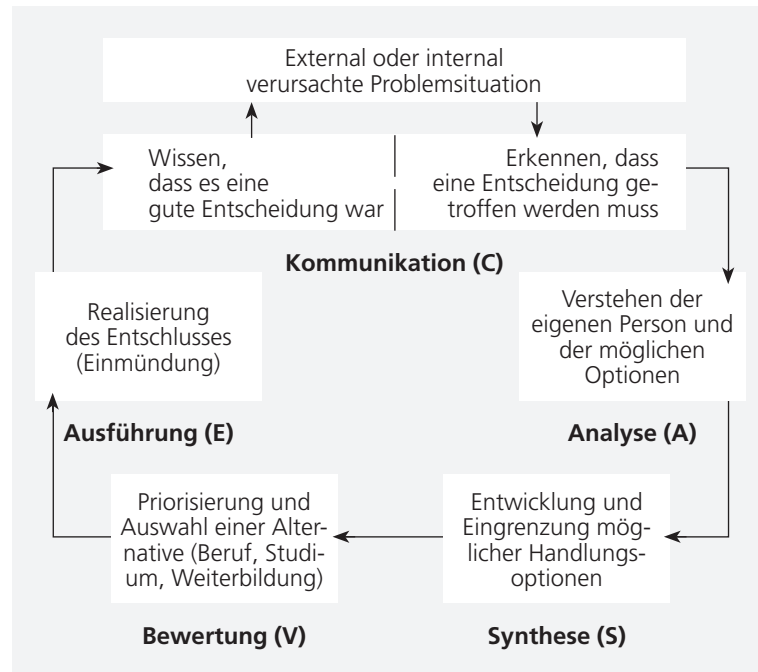 External oder internal
verursachte Problemsituation
Wissen,
dass es eine
gute Entscheidung war
Erkennen, dass
eine Entscheidung ge-
troffen werden muss
Kommunikation (C)
Realisierung
des Entschlusses
(Einmündung)
Verstehen der
eigenen Person und
der möglichen
Optionen
Ausführung (E)
Analyse (A)
Priorisierung und
Auswahl einer Alter-
native (Beruf, Studi-
um, Weiterbildung)
Entwicklung und
Eingrenzung mög-
licher Handlungs-
optionen
Bewertung (V)
Synthese (S)